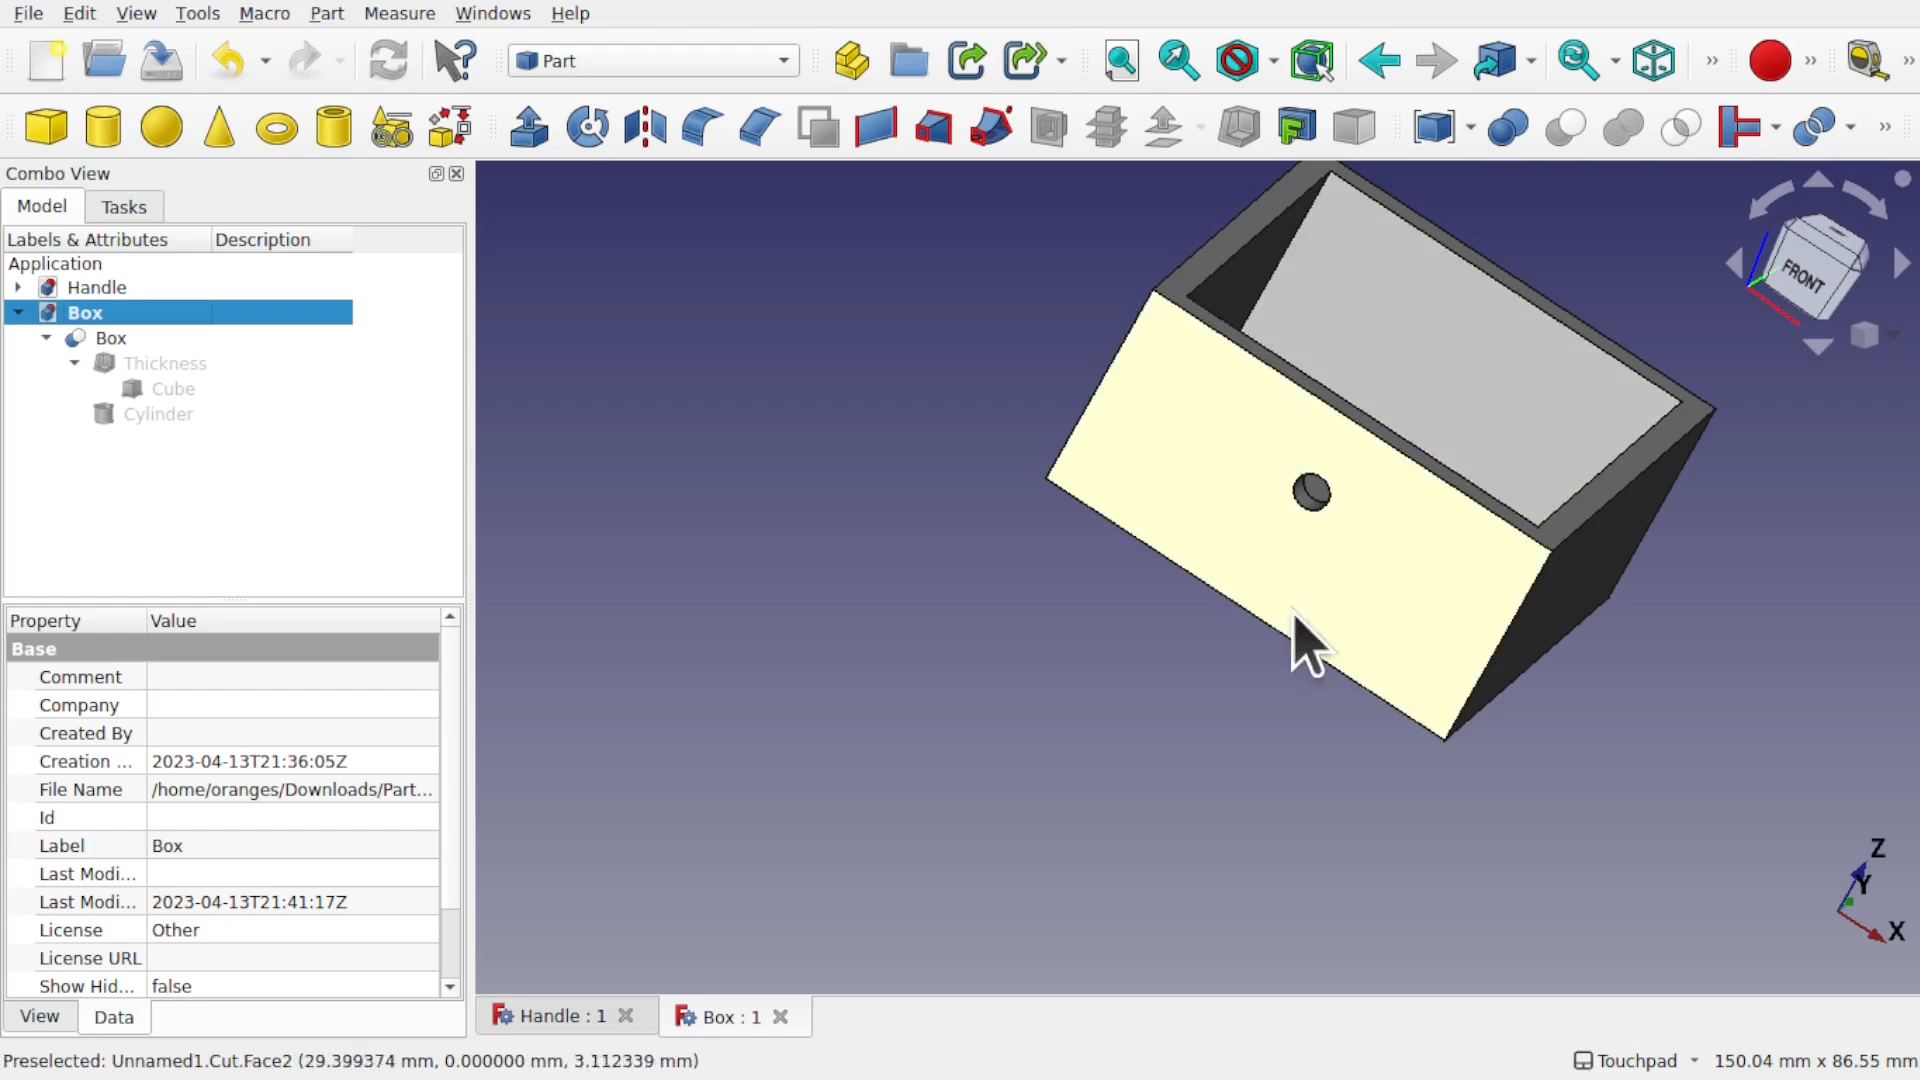 File Edit View Tools Macro Part Measure Windows Help
Part
Combo View
Model Tasks
Labels & Attributes Description
Application
Handle
Box
Box
Thickness
Cube
Cylinder
Property Value
Base
Comment
Company
Created By
Creation ... 2023-04-13T21:36:05Z
File Name /home/oranges/Downloads/Part...
Id
Label Box
Last Modi...
Last Modi... 2023-04-13T21:41:17Z
License Other
License URL
Show Hid... false
View Data
FRONT
Z
Y
X
Handle : 1
Box : 1
Preselected: Unnamed1.Cut.Face2 (29.399374 mm, 0.000000 mm, 3.112339 mm)
Touchpad 150.04 mm x 86.55 mm